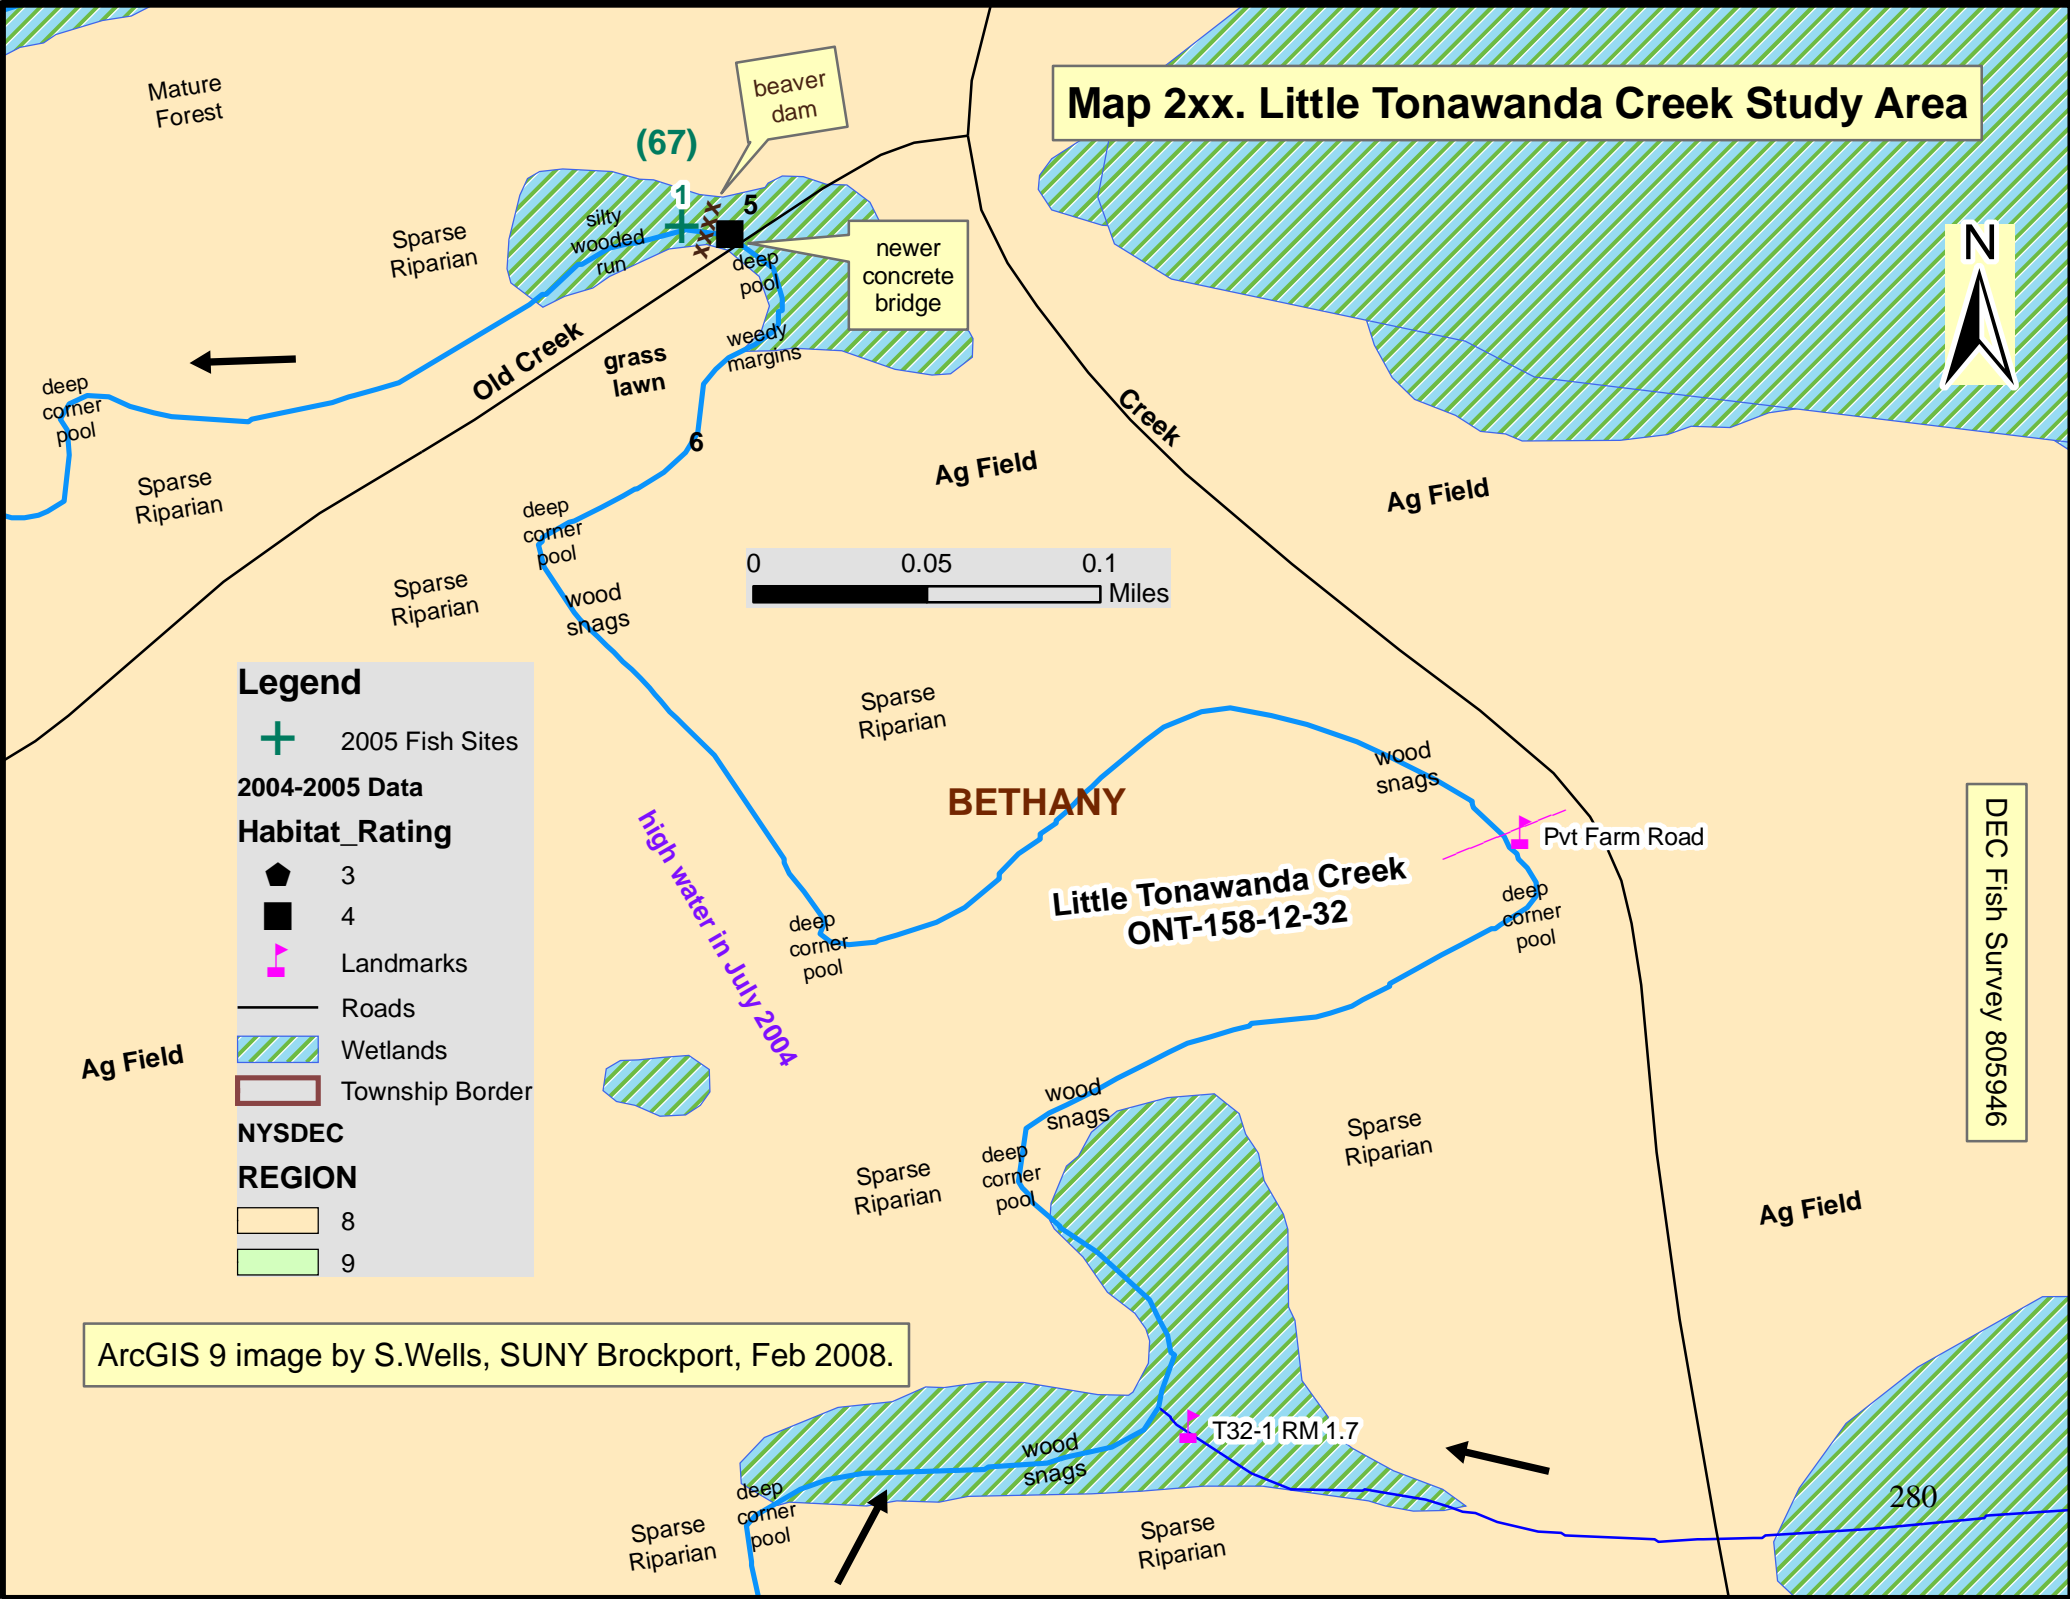 Map 2xx. Little Tonawanda Creek Study Area
Mature
Forest
beaver
dam
(67)
1
5
xxxx
silty
wooded
run
Sparse
Riparian
newer
concrete
bridge
deep
pool
weedy
margins
N
Old Creek
grass
lawn
deep
corner
pool
6
Creek
Ag Field
Ag Field
Sparse
Riparian
deep
corner
pool
0 0.05 0.1
Miles
Sparse
Riparian
wood
snags
Legend
2005 Fish Sites
2004-2005 Data
Habitat_Rating
3
4
Landmarks
Roads
Wetlands
Township Border
NYSDEC
REGION
8
9
Sparse
Riparian
BETHANY
wood
snags
Pvt Farm Road
high water in July 2004
Little Tonawanda Creek
ONT-158-12-32
deep
corner
pool
deep
corner
pool
DEC Fish Survey 805946
Ag Field
wood
snags
deep
corner
pool
Sparse
Riparian
Sparse
Riparian
Ag Field
ArcGIS 9 image by S.Wells, SUNY Brockport, Feb 2008.
T32-1 RM 1.7
wood
snags
deep
corner
pool
Sparse
Riparian
Sparse
Riparian
280